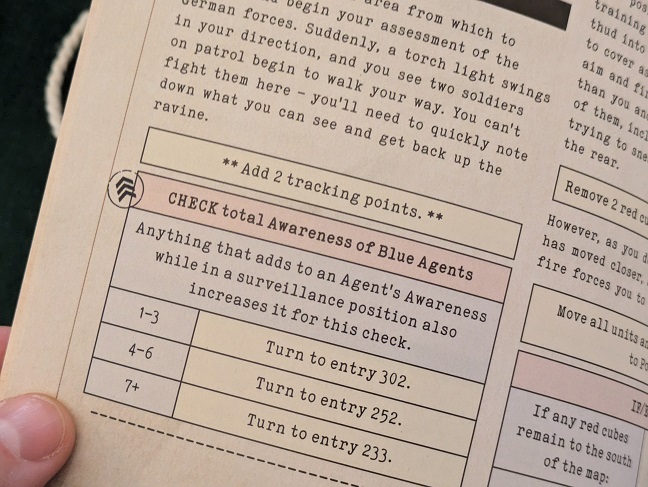 area from which to
begin your assessment of the
German forces. Suddenly, a torch light swings
in your direction, and you see two soldiers
on patrol begin to walk your way. You can't
fight them here – you'll need to quickly note
down what you can see and get back up the
ravine.
** Add 2 tracking points. **
CHECK total Awareness of Blue Agents
Anything that adds to an Agent's Awareness
while in a surveillance position also
increases it for this check.
1-3
Turn to entry 302.
4-6
Turn to entry 252.
7+
Turn to entry 233.
training
thud into
to cover
aim and
than you
of them,
trying to
the rear.
Remove 2 red
However, as you
has moved closer,
fire forces you to
Move all units
to
If any red cubes
remain to the south
of the map: